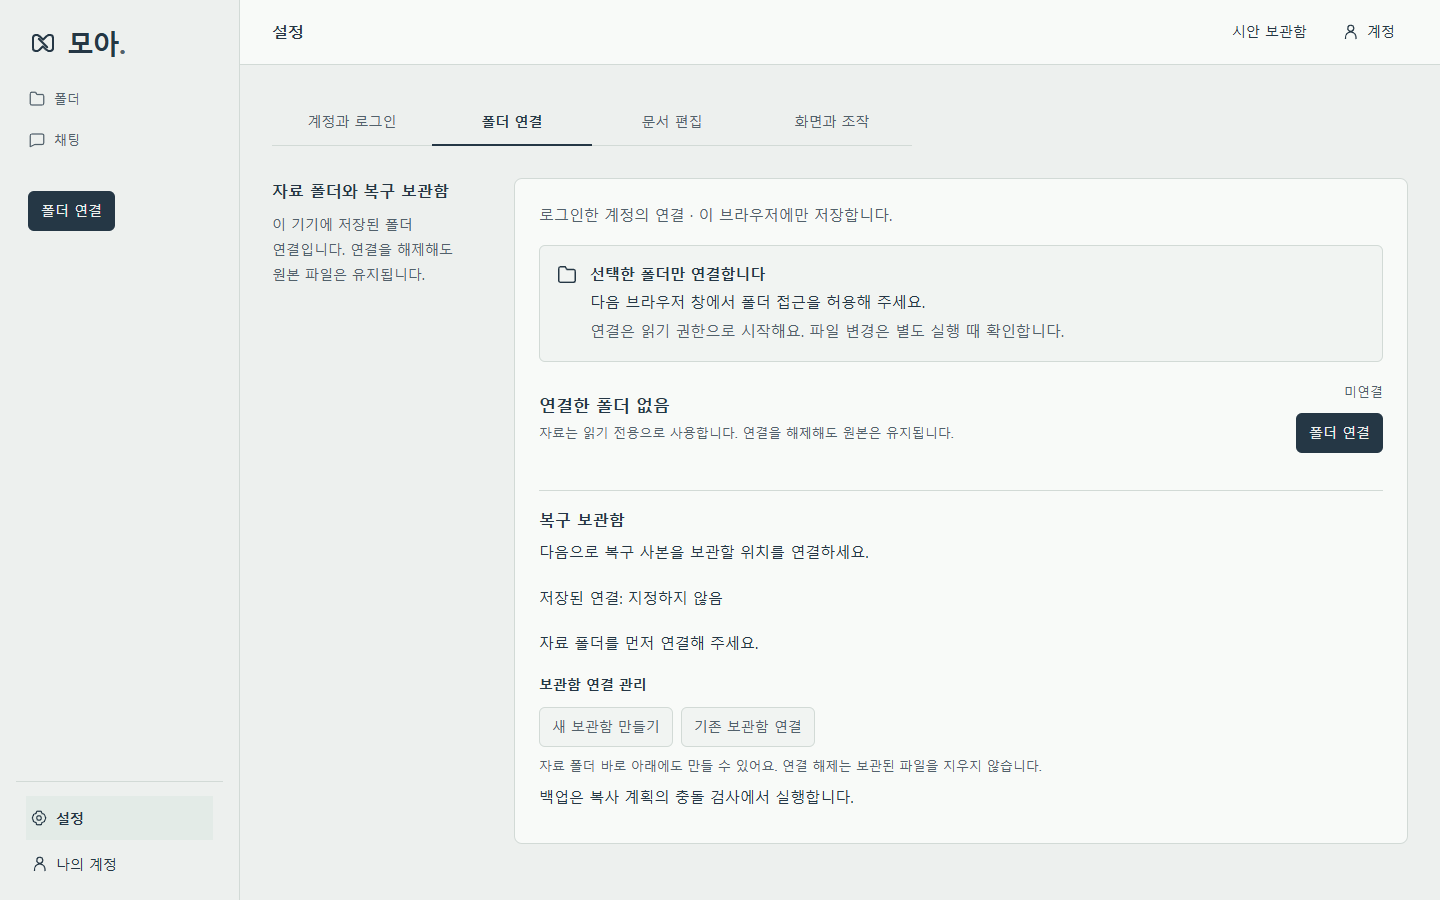 모아.
폴더
채팅
폴더 연결
설정
나의 계정
설정
시안 보관함
계정
계정과 로그인
폴더 연결
문서 편집
화면과 조작
자료 폴더와 복구 보관함
이 기기에 저장된 폴더
연결입니다. 연결을 해제해도
원본 파일은 유지됩니다.
로그인한 계정의 연결 · 이 브라우저에만 저장합니다.
선택한 폴더만 연결합니다
다음 브라우저 창에서 폴더 접근을 허용해 주세요.
연결은 읽기 권한으로 시작해요. 파일 변경은 별도 실행 때 확인합니다.
연결한 폴더 없음
자료는 읽기 전용으로 사용합니다. 연결을 해제해도 원본은 유지됩니다.
미연결
폴더 연결
복구 보관함
다음으로 복구 사본을 보관할 위치를 연결하세요.
저장된 연결: 지정하지 않음
자료 폴더를 먼저 연결해 주세요.
보관함 연결 관리
새 보관함 만들기
기존 보관함 연결
자료 폴더 바로 아래에도 만들 수 있어요. 연결 해제는 보관된 파일을 지우지 않습니다.
백업은 복사 계획의 충돌 검사에서 실행합니다.